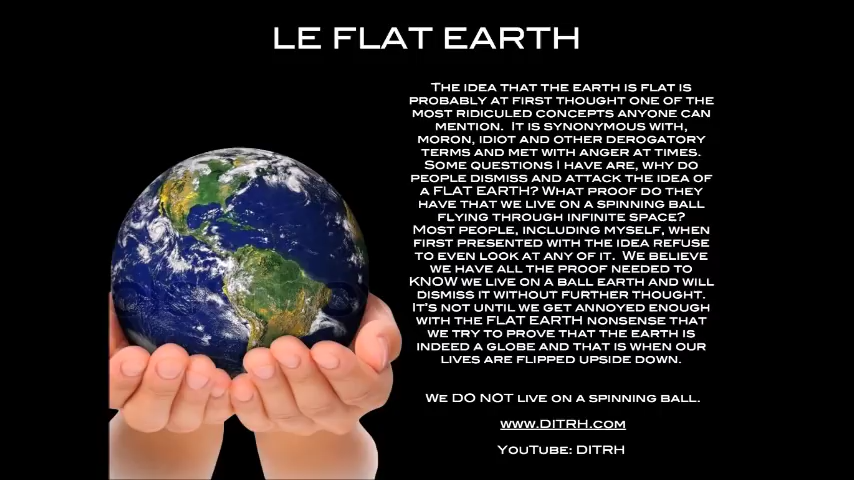 LE FLAT EARTH
THE IDEA THAT THE EARTH IS FLAT IS
PROBABLY AT FIRST THOUGHT ONE OF THE
MOST RIDICULED CONCEPTS ANYONE CAN
MENTION. IT IS SYNONYMOUS WITH,
MORON, IDIOT AND OTHER DEROGATORY
TERMS AND MET WITH ANGER AT TIMES.
SOME QUESTIONS I HAVE ARE, WHY DO
PEOPLE DISMISS AND ATTACK THE IDEA OF
A FLAT EARTH? WHAT PROOF DO THEY
HAVE THAT WE LIVE ON A SPINNING BALL
FLYING THROUGH INFINITE SPACE?
MOST PEOPLE, INCLUDING MYSELF, WHEN
FIRST PRESENTED WITH THE IDEA REFUSE
TO EVEN LOOK AT ANY OF IT. WE BELIEVE
WE HAVE ALL THE PROOF NEEDED TO
KNOW WE LIVE ON A BALL EARTH AND WILL
DISMISS IT WITHOUT FURTHER THOUGHT.
IT'S NOT UNTIL WE GET ANNOYED ENOUGH
WITH THE FLAT EARTH NONSENSE THAT
WE TRY TO PROVE THAT THE EARTH IS
INDEED A GLOBE AND THAT IS WHEN OUR
LIVES ARE FLIPPED UPSIDE DOWN.
WE DO NOT LIVE ON A SPINNING BALL.
WWW.DITRH.COM
YOUTUBE: DITRH